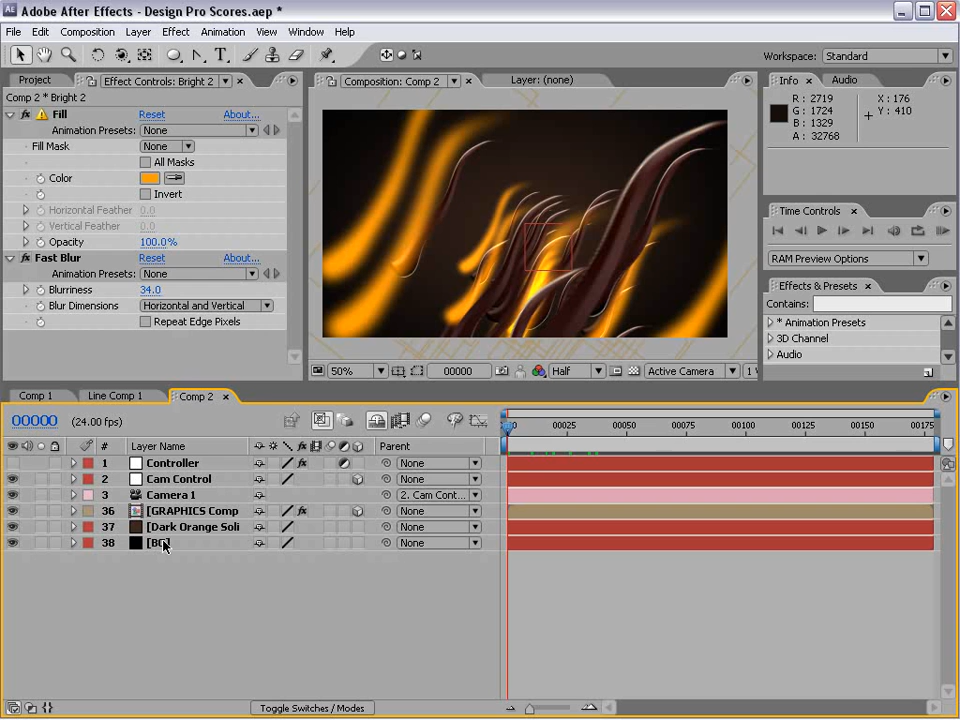 Adobe After Effects - Design Pro Scores.aep *
File Edit Composition Layer Effect Animation View Window Help
Workspace: Standard
Project Effect Controls: Bright 2
Composition: Comp 2 Layer: (none)
Info Audio
Comp 2 * Bright 2
Fill Reset About...
Animation Presets: None
Fill Mask None
All Masks
Color
Invert
Horizontal Feather 0.0
Vertical Feather 0.0
Opacity 100.0%
Fast Blur Reset About...
Animation Presets: None
Blurriness 34.0
Blur Dimensions Horizontal and Vertical
Repeat Edge Pixels
R : 2719
G : 1724
B : 1329
A : 32768
X : 176
Y : 410
Time Controls
RAM Preview Options
Effects & Presets
Contains:
* Animation Presets
3D Channel
Audio
50% 00000 Half Active Camera 1
Comp 1 Line Comp 1 Comp 2
00000 (24.00 fps)
00025 00050 00075 00100 00125 00150 00175
# Layer Name Parent
1 Controller None
2 Cam Control None
3 Camera 1 2. Cam Cont...
36 [GRAPHICS Comp None
37 [Dark Orange Soli None
38 [BG] None
Toggle Switches / Modes